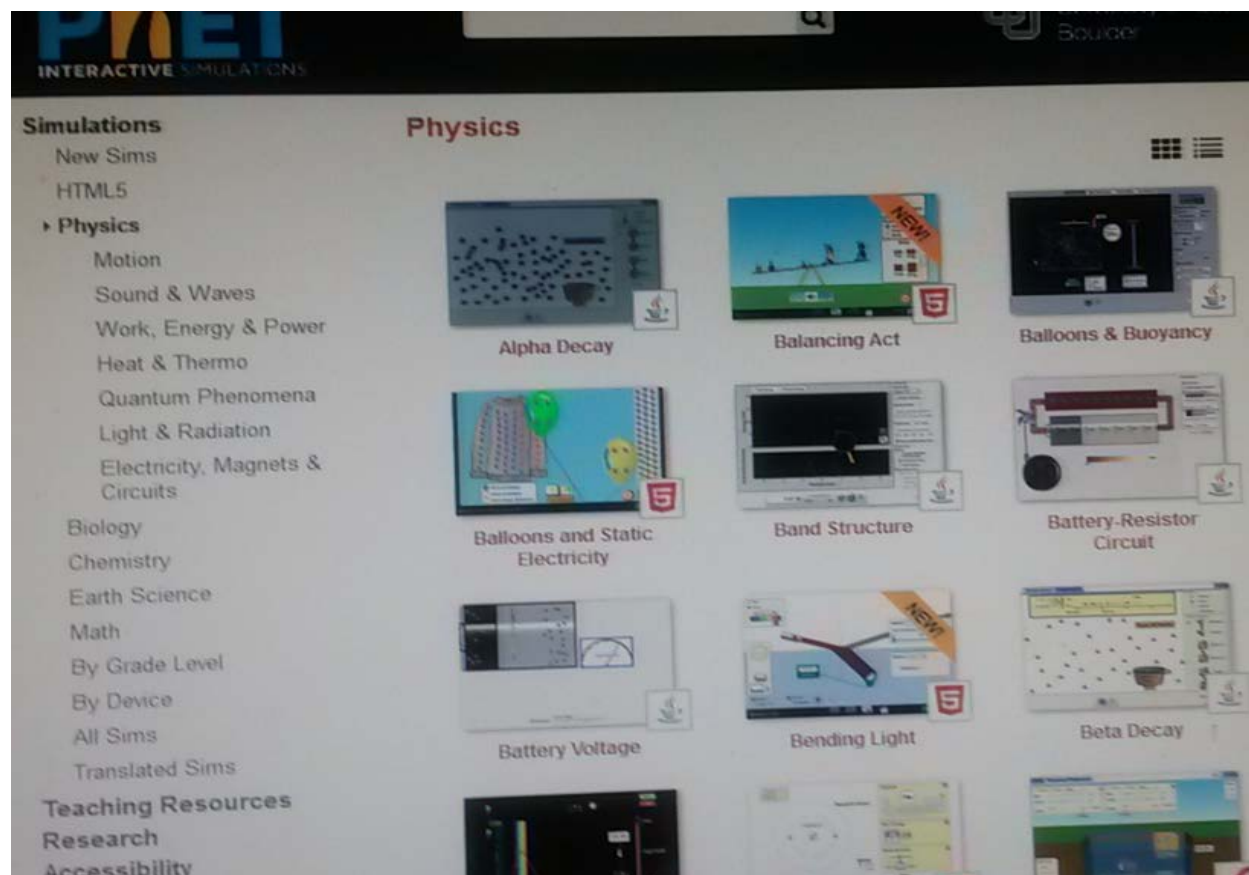 PhET
INTERACTIVE SIMULATIONS
Boulder
Simulations
New Sims
HTML5
Physics
Motion
Sound & Waves
Work, Energy & Power
Heat & Thermo
Quantum Phenomena
Light & Radiation
Electricity, Magnets &
Circuits
Biology
Chemistry
Earth Science
Math
By Grade Level
By Device
All Sims
Translated Sims
Teaching Resources
Research
Accessibility
Physics
NEW!
Alpha Decay
Balancing Act
Balloons & Buoyancy
Balloons and Static
Electricity
Band Structure
Battery-Resistor
Circuit
NEW!
Battery Voltage
Bending Light
Beta Decay